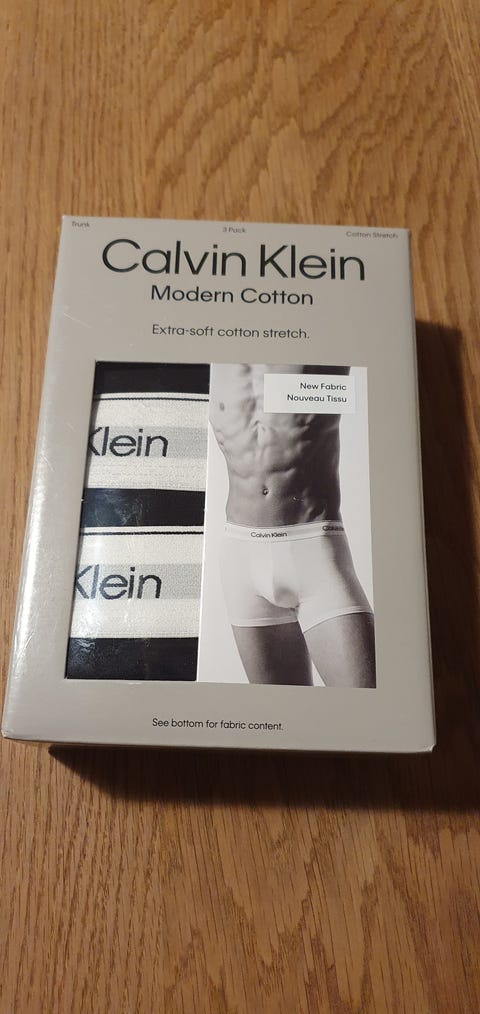 Trunk
3 Pack
Cotton Stretch
Calvin Klein
Modern Cotton
Extra-soft cotton stretch.
New Fabric
Nouveau Tissu
Klein
Calvin Klein
Klein
See bottom for fabric content.